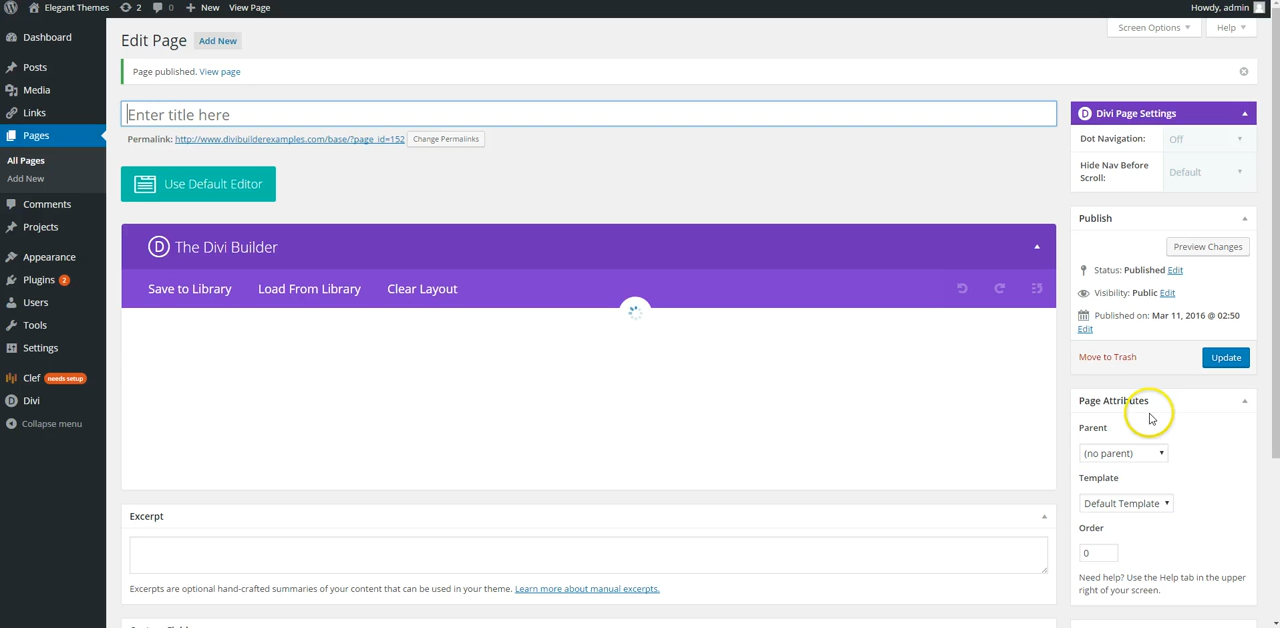 Elegant Themes 2 0 New View Page Howdy, admin
Screen Options Help
Dashboard
Posts
Media
Links
Pages
All Pages
Add New
Comments
Projects
Appearance
Plugins 2
Users
Tools
Settings
Clef needs setup
Divi
Collapse menu
Edit Page Add New
Page published. View page
Enter title here
Permalink: http://www.divibuilderexamples.com/base/?page_id=152 Change Permalinks
Use Default Editor
D The Divi Builder
Save to Library Load From Library Clear Layout
Excerpt
Excerpts are optional hand-crafted summaries of your content that can be used in your theme. Learn more about manual excerpts.
D Divi Page Settings
Dot Navigation: Off
Hide Nav Before
Scroll: Default
Publish
Preview Changes
Status: Published Edit
Visibility: Public Edit
Published on: Mar 11, 2016 @ 02:50
Edit
Move to Trash Update
Page Attributes
Parent
(no parent)
Template
Default Template
Order
0
Need help? Use the Help tab in the upper
right of your screen.